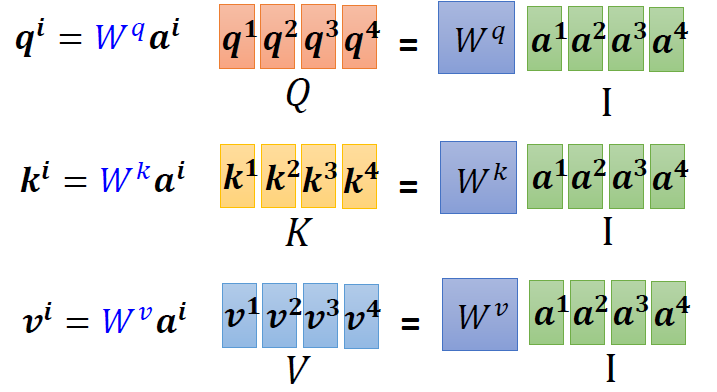 qⁱ = W^q aⁱ q¹ q² q³ q⁴ = W^q a¹ a² a³ a⁴
Q I
kⁱ = W^k aⁱ k¹ k² k³ k⁴ = W^k a¹ a² a³ a⁴
K I
vⁱ = W^v aⁱ v¹ v² v³ v⁴ = W^v a¹ a² a³ a⁴
V I